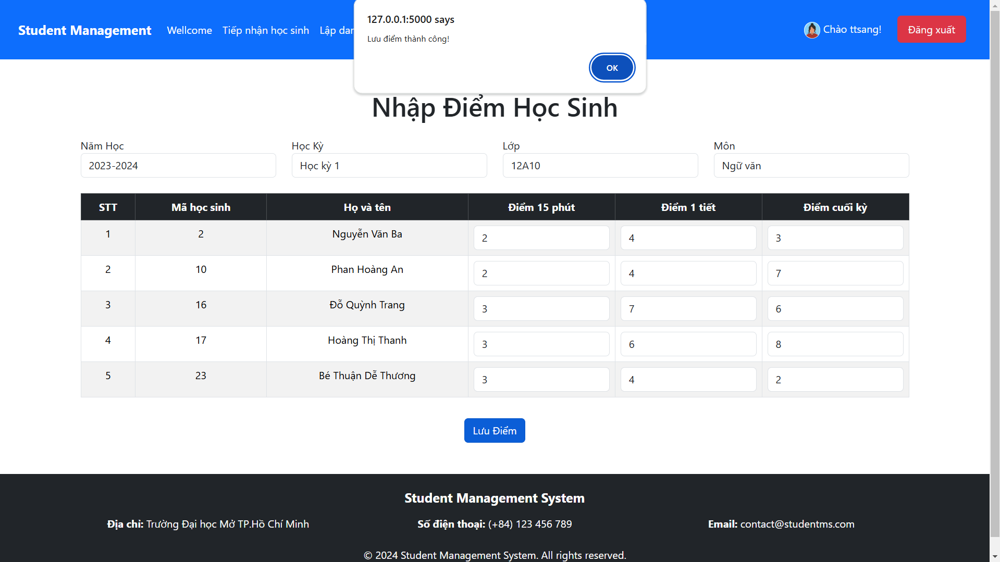 127.0.0.1:5000 says
Lưu điểm thành công!
OK
Student Management Wellcome Tiếp nhận học sinh Lập Chào ttsang! Đăng xuất
Nhập Điểm Học Sinh
Năm Học Học Kỳ Lớp Môn
2023-2024 Học kỳ 1 12A10 Ngữ văn
STT Mã học sinh Họ và tên Điểm 15 phút Điểm 1 tiết Điểm cuối kỳ
1 2 Nguyễn Văn Ba 2 4 3
2 10 Phan Hoàng An 2 4 7
3 16 Đỗ Quỳnh Trang 3 7 6
4 17 Hoàng Thị Thanh 3 6 8
5 23 Bé Thuận Dễ Thương 3 4 2
Lưu Điểm
Student Management System
Địa chỉ: Trường Đại học Mở TP.Hồ Chí Minh Số điện thoại: (+84) 123 456 789 Email: contact@studentms.com
© 2024 Student Management System. All rights reserved.